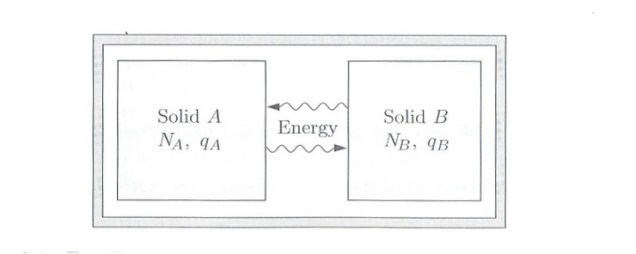 Solid A
N_A, q_A
Energy
Solid B
N_B, q_B